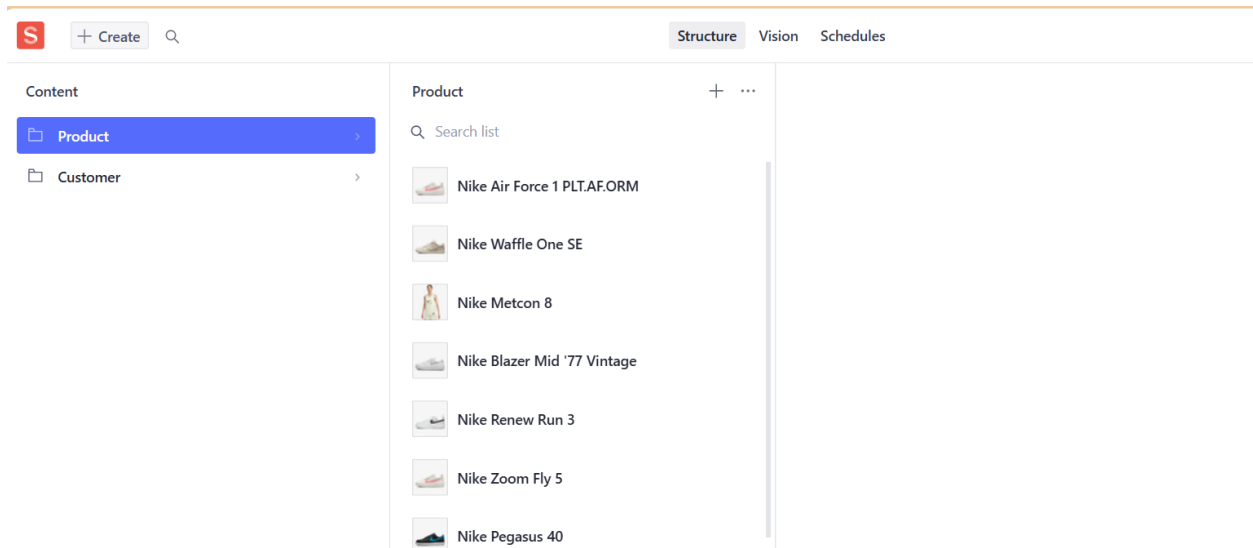 S
Create
Structure
Vision
Schedules
Content
Product
Customer
Product
Search list
Nike Air Force 1 PLT.AF.ORM
Nike Waffle One SE
Nike Metcon 8
Nike Blazer Mid '77 Vintage
Nike Renew Run 3
Nike Zoom Fly 5
Nike Pegasus 40